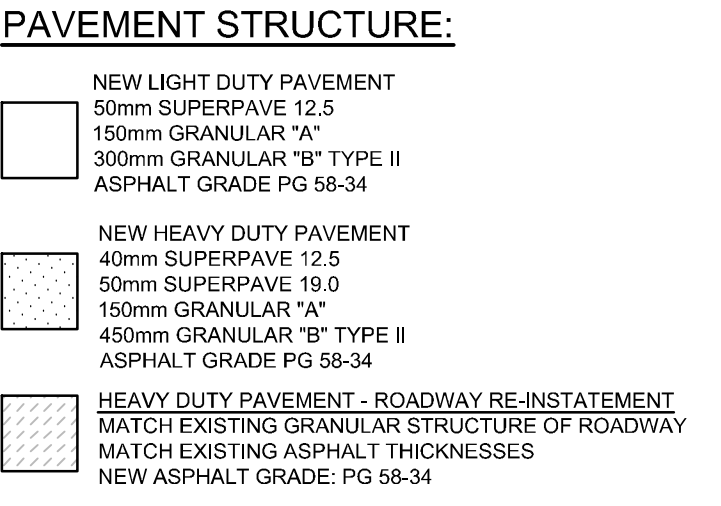 PAVEMENT STRUCTURE:
NEW LIGHT DUTY PAVEMENT
50mm SUPERPAVE 12.5
150mm GRANULAR "A"
300mm GRANULAR "B" TYPE II
ASPHALT GRADE PG 58-34
NEW HEAVY DUTY PAVEMENT
40mm SUPERPAVE 12.5
50mm SUPERPAVE 19.0
150mm GRANULAR "A"
450mm GRANULAR "B" TYPE II
ASPHALT GRADE PG 58-34
HEAVY DUTY PAVEMENT - ROADWAY RE-INSTATEMENT
MATCH EXISTING GRANULAR STRUCTURE OF ROADWAY
MATCH EXISTING ASPHALT THICKNESSES
NEW ASPHALT GRADE: PG 58-34